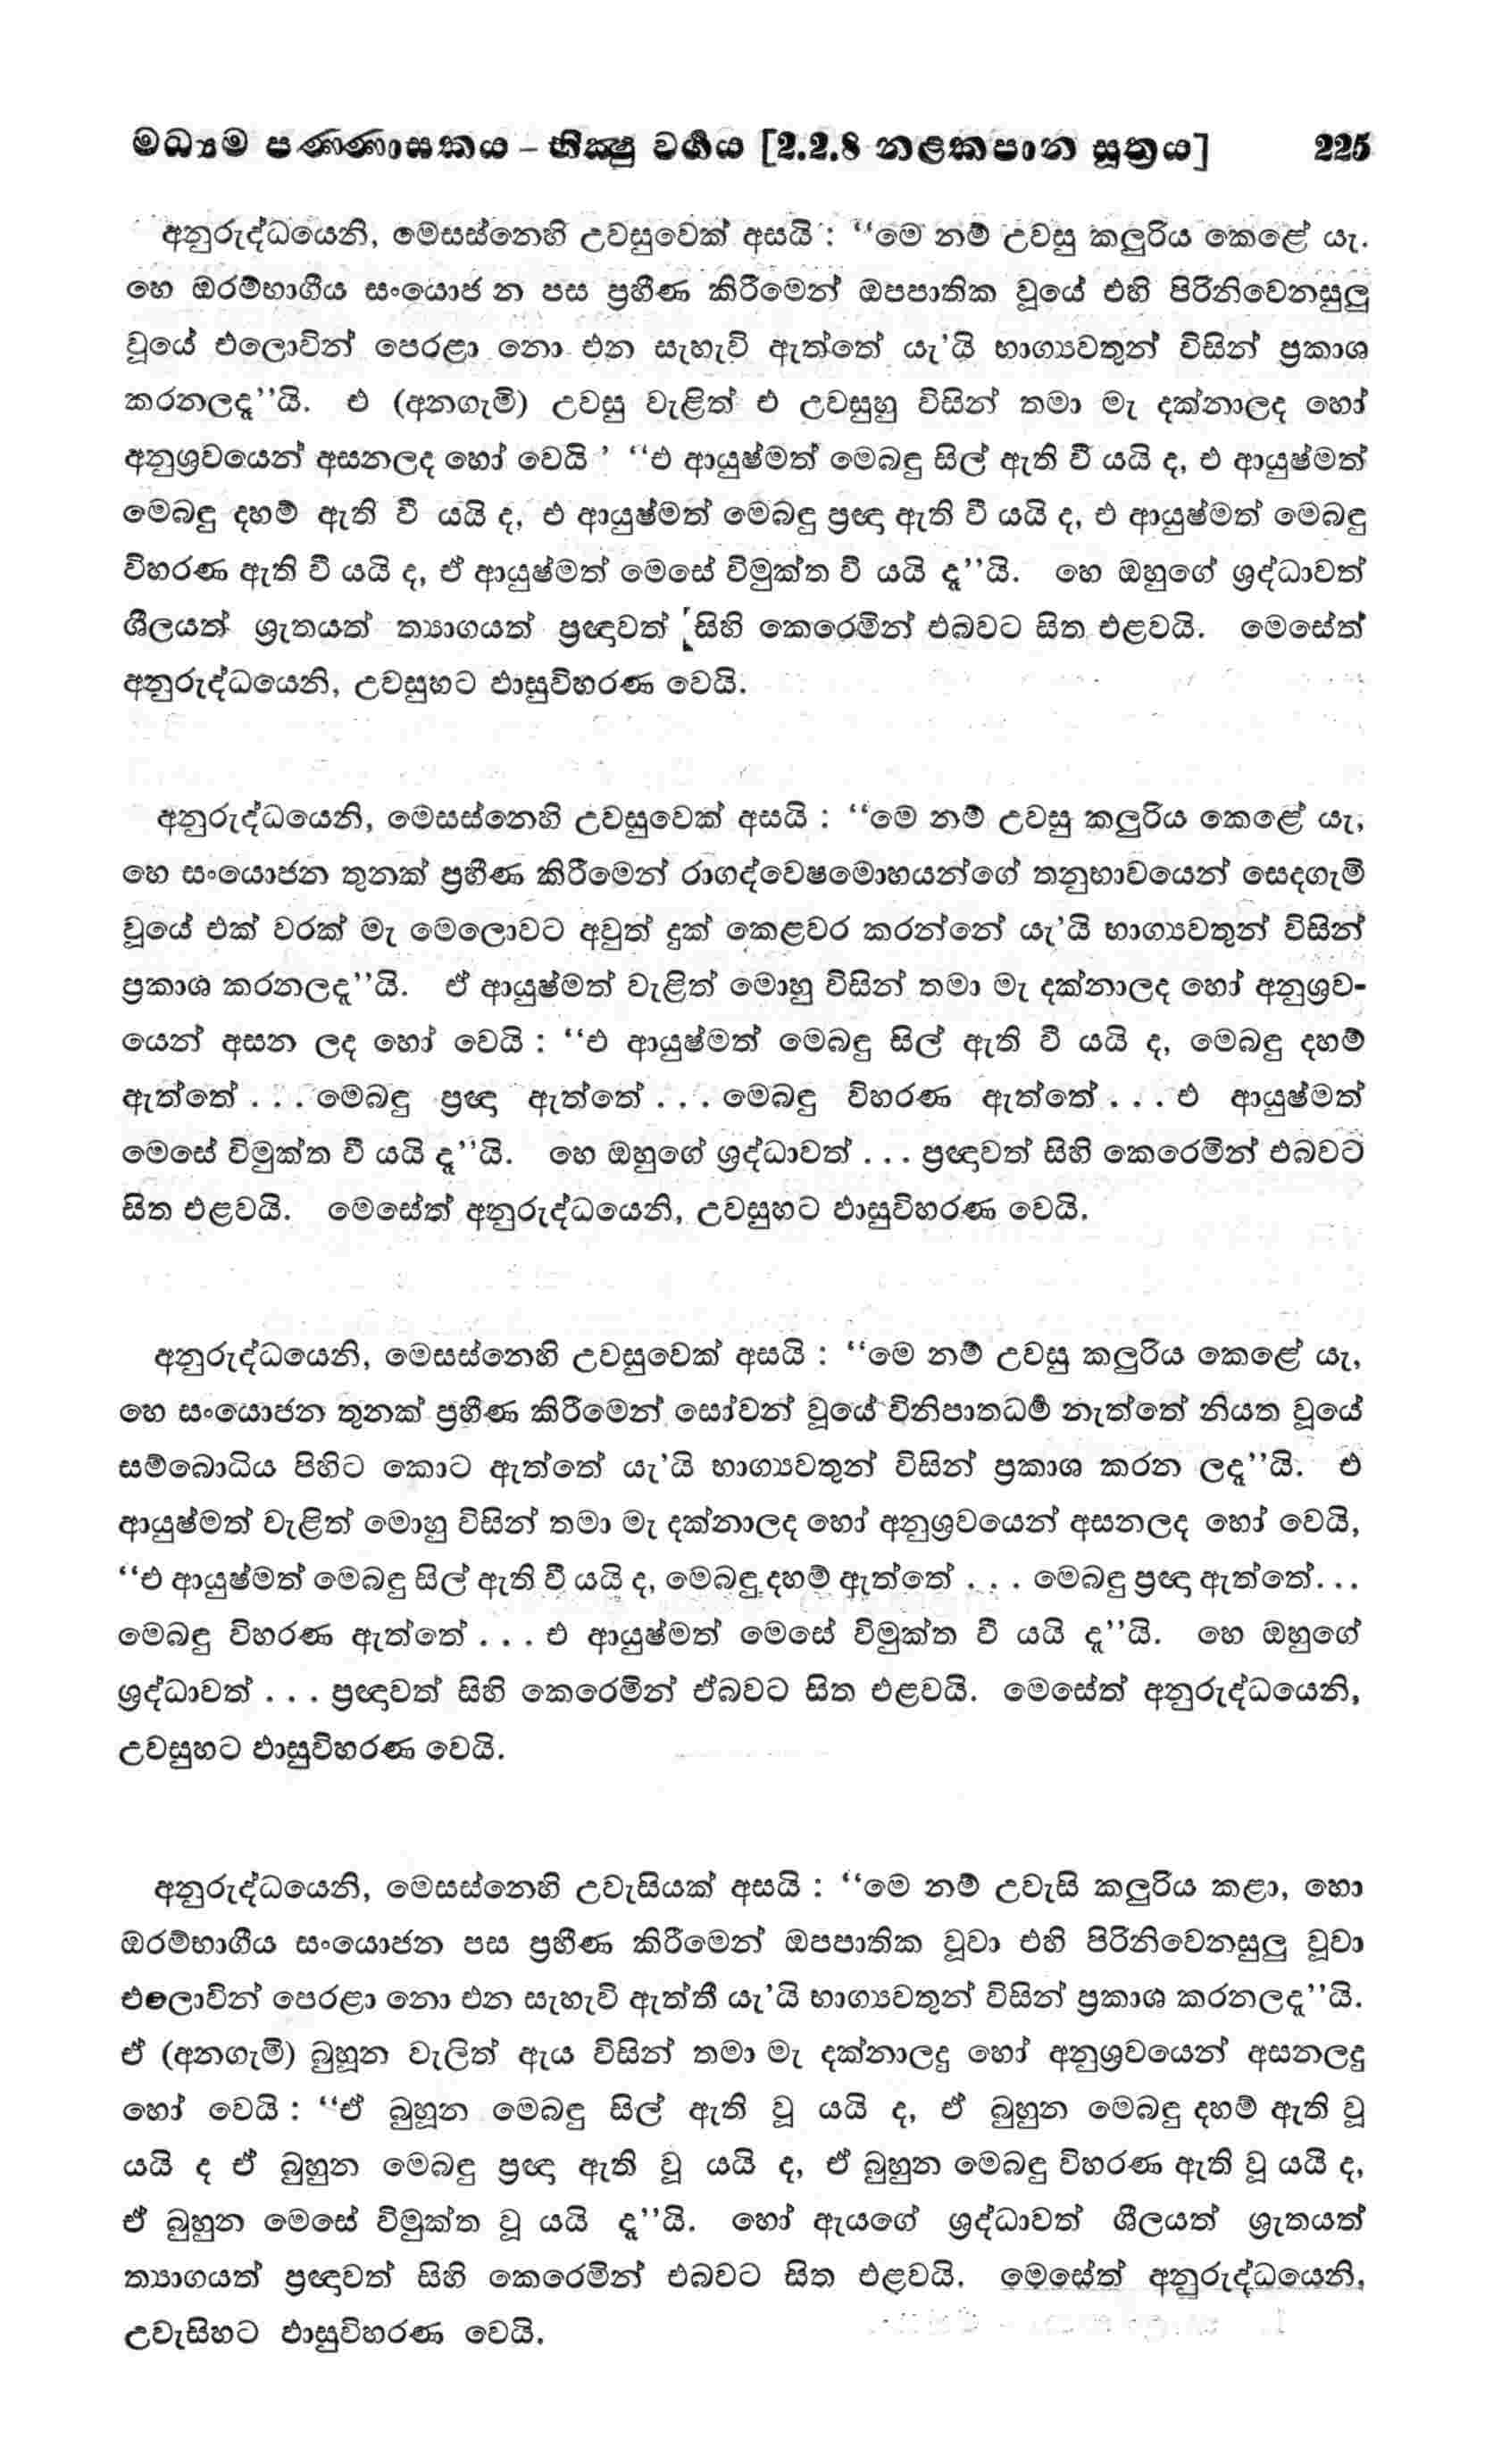 මධ්‍යම පණ්ණාසකය – භික්‍ෂු වර්‍ගය [2.2.8 නළකපාන සූත්‍රය] 225
අනුරුද්ධයෙනි, මෙසස්නෙහි උවසුවෙක් අසයි : “මේ නම් උවසු කලුරිය කෙළේ යැ.
හෙ ඔරම්භාගීය සංයොජ න පස ප්‍රහීණ කිරීමෙන් ඔපපාතික වූයේ එහි පිරිනිවෙනසුලු
වූයේ එලොවින් පෙරළා නො එන සැහැවි ඇත්තේ යැ’යි භාග්‍යවතුන් විසින් ප්‍රකාශ
කරනලදූ’’යි. එ (අනගැමි) උවසු වැළිත් එ උවසුහු විසින් තමා මැ දක්නාලද හෝ
අනුශ්‍රවයෙන් අසනලද හෝ වෙයි ’ “එ ආයුෂ්මත් මෙබඳු සිල් ඇති වී යයි ද, එ ආයුෂ්මත්
මෙබඳු දහම් ඇති වී යයි ද, එ ආයුෂ්මත් මෙබඳු ප්‍රඥා ඇති වී යයි ද, එ ආයුෂ්මත් මෙබඳු
විහරණ ඇති වී යයි ද, ඒ ආයුෂ්මත් මෙසේ විමුක්ත වී යයි දූ’’යි. හෙ ඔහුගේ ශ්‍රද්ධාවත්
ශීලයත් ශ්‍රැතයත් ත්‍යාගයත් ප්‍රඥාවත් සිහි කෙරෙමින් එබවට සිත එළවයි. මෙසේත්
අනුරුද්ධයෙනි, උවසුහට ඵාසුවිහරණ වෙයි.
අනුරුද්ධයෙනි, මෙසස්නෙහි උවසුවෙක් අසයි : “මෙ නම් උවසු කලුරිය කෙළේ යැ,
හෙ සංයොජන තුනක් ප්‍රහීණ කිරීමෙන් රාගද්වෙෂමොහයන්ගේ තනුභාවයෙන් සෙදගැමි
වූයේ එක් වරක් මැ මෙලොවට අවුත් දුක් කෙළවර කරන්නේ යැ’යි භාග්‍යවතුන් විසින්
ප්‍රකාශ කරනලදූ’’යි. ඒ ආයුෂ්මත් වැළිත් මොහු විසින් තමා මැ දක්නාලද හෝ අනුශ්‍රව-
යෙන් අසන ලද හෝ වෙයි : “එ ආයුෂ්මත් මෙබඳු සිල් ඇති වී යයි ද, මෙබඳු දහම්
ඇත්තේ . . . මෙබඳු ප්‍රඥා ඇත්තේ . . . මෙබඳු විහරණ ඇත්තේ . . . එ ආයුෂ්මත්
මෙසේ විමුක්ත වී යයි දූ’’යි. හෙ ඔහුගේ ශ්‍රද්ධාවත් . . . ප්‍රඥාවත් සිහි කෙරෙමින් එබවට
සිත එළවයි. මෙසේත් අනුරුද්ධයෙනි, උවසුහට ඵාසුවිහරණ වෙයි.
අනුරුද්ධයෙනි, මෙසස්නෙහි උවසුවෙක් අසයි : “මෙ නම් උවසු කලුරිය කෙළේ යැ,
හෙ සංයොජන තුනක් ප්‍රහීණ කිරීමෙන් සෝවන් වූයේ විනිපාතධර්‍ම නැත්තේ නියත වූයේ
සම්බොධිය පිහිට කොට ඇත්තේ යැ’යි භාග්‍යවතුන් විසින් ප්‍රකාශ කරන ලදූ’’යි. එ
ආයුෂ්මත් වැළිත් මොහු විසින් තමා මැ දක්නාලද හෝ අනුශ්‍රවයෙන් අසනලද හෝ වෙයි,
“එ ආයුෂ්මත් මෙබඳු සිල් ඇති වී යයි ද, මෙබඳු දහම් ඇත්තේ . . . මෙබඳු ප්‍රඥා ඇත්තේ. . .
මෙබඳු විහරණ ඇත්තේ . . . එ ආයුෂ්මත් මෙසේ විමුක්ත වී යයි දූ’’යි. හෙ ඔහුගේ
ශ්‍රද්ධාවත් . . . ප්‍රඥාවත් සිහි කෙරෙමින් ඒබවට සිත එළවයි. මෙසේත් අනුරුද්ධයෙනි,
උවසුහට ඵාසුවිහරණ වෙයි.
අනුරුද්ධයෙනි, මෙසස්නෙහි උවැසියක් අසයි : “මෙ නම් උවැසි කලුරිය කළා, හො
ඔරම්භාගීය සංයොජන පස ප්‍රහීණ කිරීමෙන් ඔපපාතික වූවා එහි පිරිනිවෙනසුලු වූවා
එලොවින් පෙරළා නො එන සැහැවි ඇත්තී යැ’යි භාග්‍යවතුන් විසින් ප්‍රකාශ කරනලදූ’’යි.
ඒ (අනගැමි) බුහූන වැලිත් ඇය විසින් තමා මැ දක්නාලදු හෝ අනුශ්‍රවයෙන් අසනලදු
හෝ වෙයි : “ඒ බුහූන මෙබඳු සිල් ඇති වූ යයි ද, ඒ බුහුන මෙබඳු දහම් ඇති වූ
යයි ද ඒ බුහුන මෙබඳු ප්‍රඥා ඇති වූ යයි ද, ඒ බුහුන මෙබඳු විහරණ ඇති වූ යයි ද,
ඒ බුහුන මෙසේ විමුක්ත වූ යයි දූ’’යි. හෝ ඇයගේ ශ්‍රද්ධාවත් ශීලයත් ශ්‍රැතයත්
ත්‍යාගයත් ප්‍රඥාවත් සිහි කෙරෙමින් එබවට සිත එළවයි. මෙසේත් අනුරුද්ධයෙනි,
උවැසිහට ඵාසුවිහරණ වෙයි.